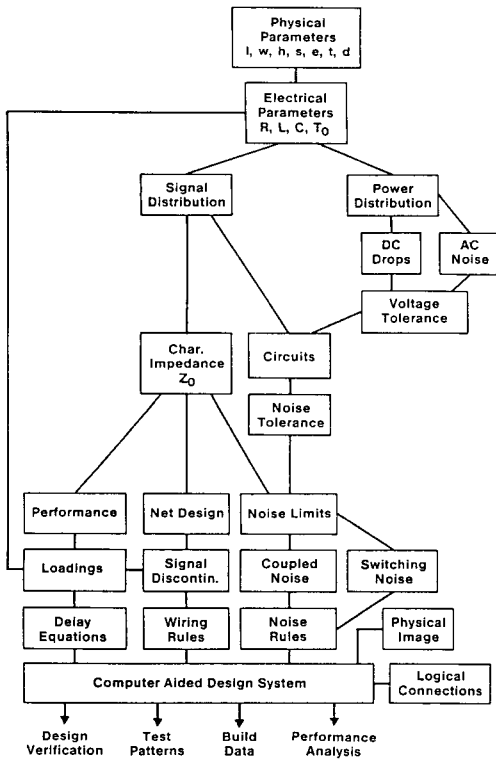 Physical
Parameters
l, w, h, s, e, t, d
Electrical
Parameters
R, L, C, T0
Signal
Distribution
Power
Distribution
DC
Drops
AC
Noise
Voltage
Tolerance
Char.
Impedance
Z0
Circuits
Noise
Tolerance
Performance
Net Design
Noise Limits
Loadings
Signal
Discontin.
Coupled
Noise
Switching
Noise
Delay
Equations
Wiring
Rules
Noise
Rules
Physical
Image
Computer Aided Design System
Logical
Connections
Design
Verification
Test
Patterns
Build
Data
Performance
Analysis